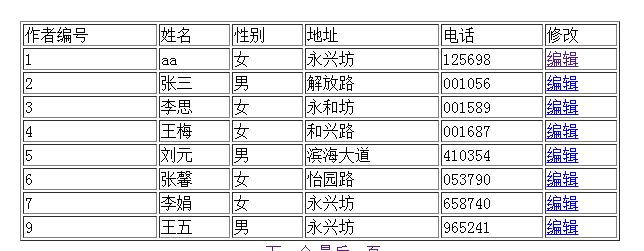 作者编号 姓名 性别 地址 电话 修改
1 aa 女 永兴坊 125698 编辑
2 张三 男 解放路 001056 编辑
3 李思 女 永和坊 001589 编辑
4 王梅 女 和兴路 001687 编辑
5 刘元 男 滨海大道 410354 编辑
6 张馨 女 怡园路 053790 编辑
7 李娟 女 永兴坊 658740 编辑
9 王五 男 永兴坊 965241 编辑